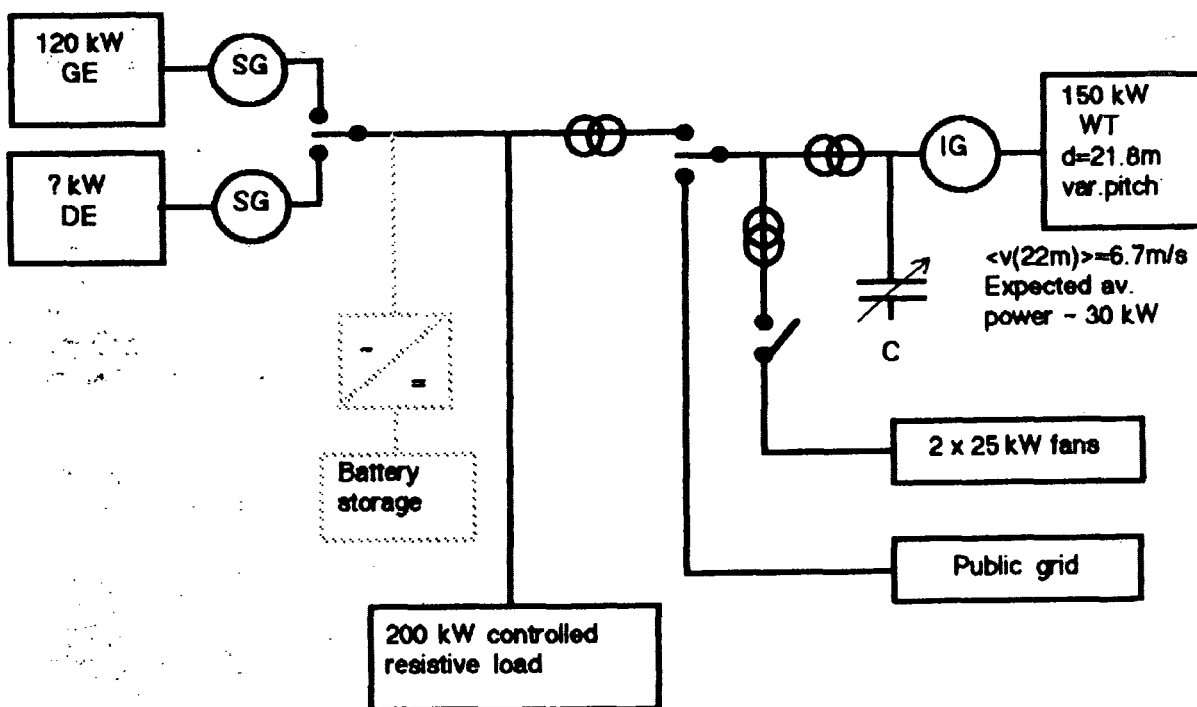 120 kW
GE
SG
? kW
DE
SG
150 kW
WT
d=21.8m
var.pitch
IG
<v(22m)>=6.7m/s
Expected av.
power ~ 30 kW
C
~
=
Battery
storage
2 x 25 kW fans
Public grid
200 kW controlled
resistive load